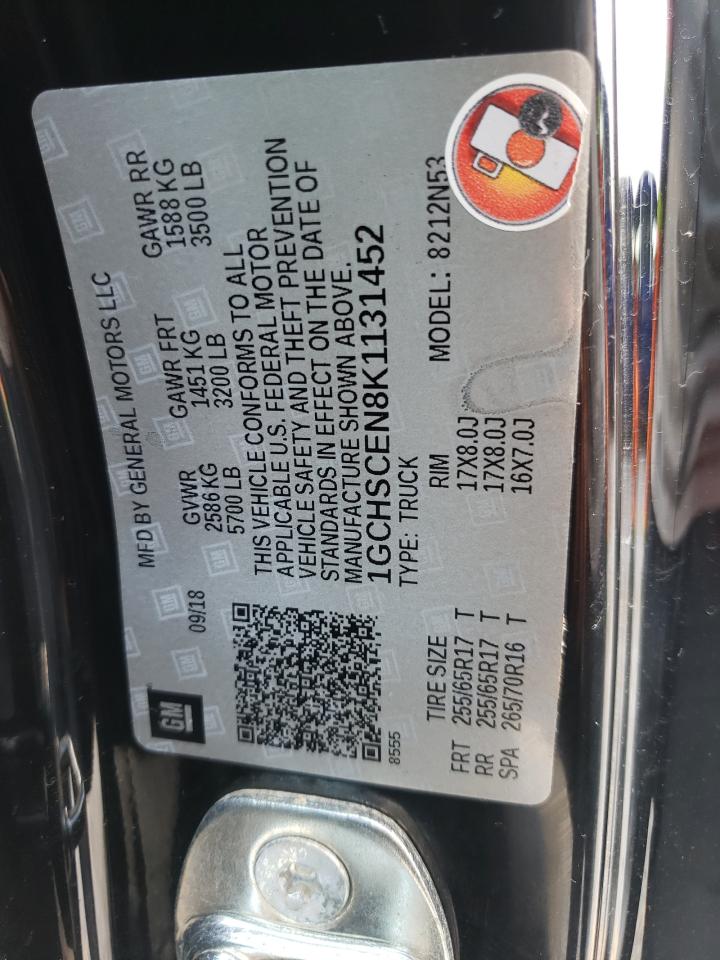 GM
MFD BY GENERAL MOTORS LLC
09/18
GVWR GAWR FRT GAWR RR
2586 KG 1451 KG 1588 KG
5700 LB 3200 LB 3500 LB
THIS VEHICLE CONFORMS TO ALL
APPLICABLE U.S. FEDERAL MOTOR
VEHICLE SAFETY AND THEFT PREVENTION
STANDARDS IN EFFECT ON THE DATE OF
MANUFACTURE SHOWN ABOVE.
1GCHSCEN8K1131452
8555
TYPE: TRUCK MODEL: 8212N53
TIRE SIZE RIM
FRT 255/65R17 T 17X8.0J
RR 255/65R17 T 17X8.0J
SPA 265/70R16 T 16X7.0J